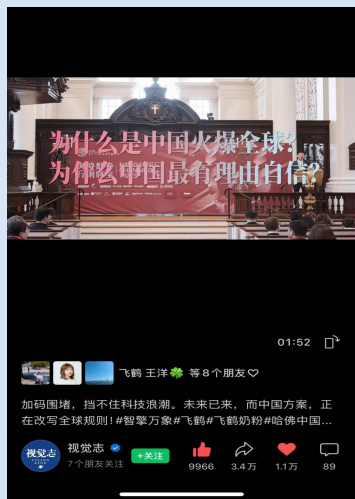 为什么是中国火爆全球?
为什么中国最有理由自信?
01:52
飞鹤 王洋🍀 等8个朋友♡
加码围堵，挡不住科技浪潮。未来已来，而中国方案，正
在改写全球规则!#智擎万象#飞鹤#飞鹤奶粉#哈佛中国...
视觉志
视觉志
7个朋友关注
+关注
9966
3.4万
1.1万
89